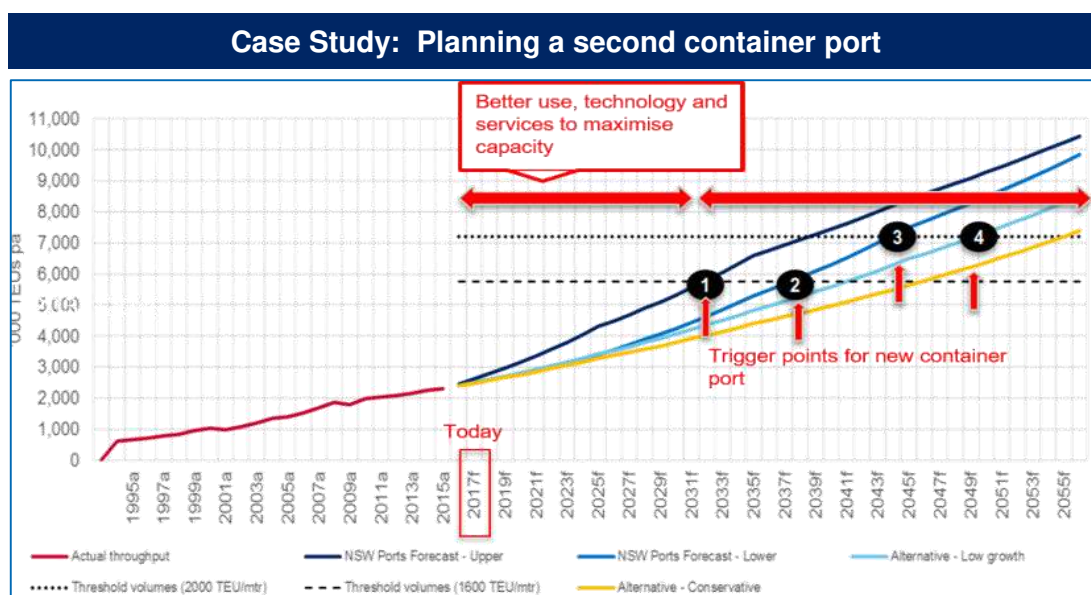 Case Study: Planning a second container port
Better use, technology and
services to maximise
capacity
11,000
10,000
9,000
8,000
7,000
6,000
4,000
3,000
2,000
1,000
0
000 TEUs pa
1
2
3
4
Trigger points for new container
port
Today
1995a
1997a
1999a
2001a
2003a
2005a
2007a
2009a
2011a
2013a
2015a
2017f
2019f
2021f
2023f
2025f
2027f
2029f
2031f
2033f
2035f
2037f
2039f
2041f
2043f
2045f
2047f
2049f
2051f
2053f
2055f
Actual throughput
NSW Ports Forecast - Upper
NSW Ports Forecast - Lower
Alternative - Low growth
Threshold volumes (2000 TEU/mtr)
Threshold volumes (1600 TEU/mtr)
Alternative - Conservative